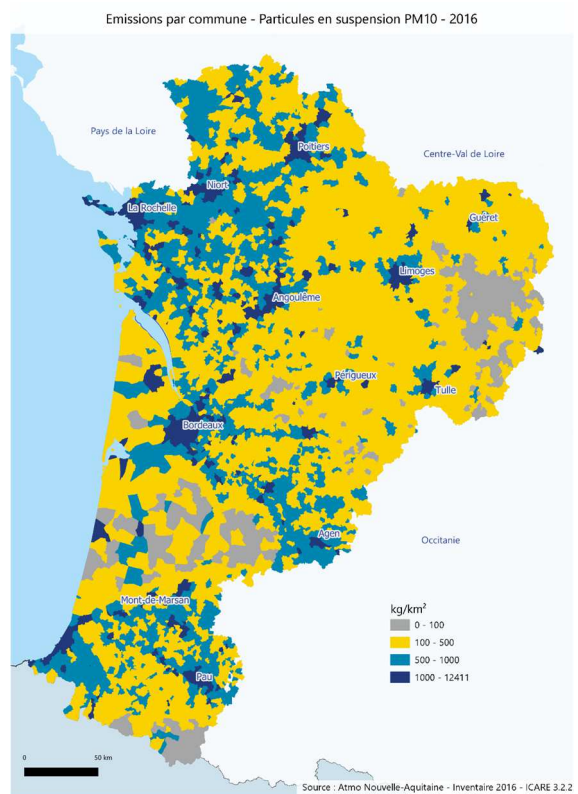 Emissions par commune - Particules en suspension PM10 - 2016
Pays de la Loire
Poitiers
Centre-Val de Loire
Niort
La Rochelle
Guéret
Limoges
Angoulême
Périgueux
Tulle
Bordeaux
Agen
Occitanie
Mont-de-Marsan
kg/km²
0 - 100
100 - 500
500 - 1000
1000 - 12411
Pau
0 50 km
Source : Atmo Nouvelle-Aquitaine - Inventaire 2016 - ICARE 3.2.2